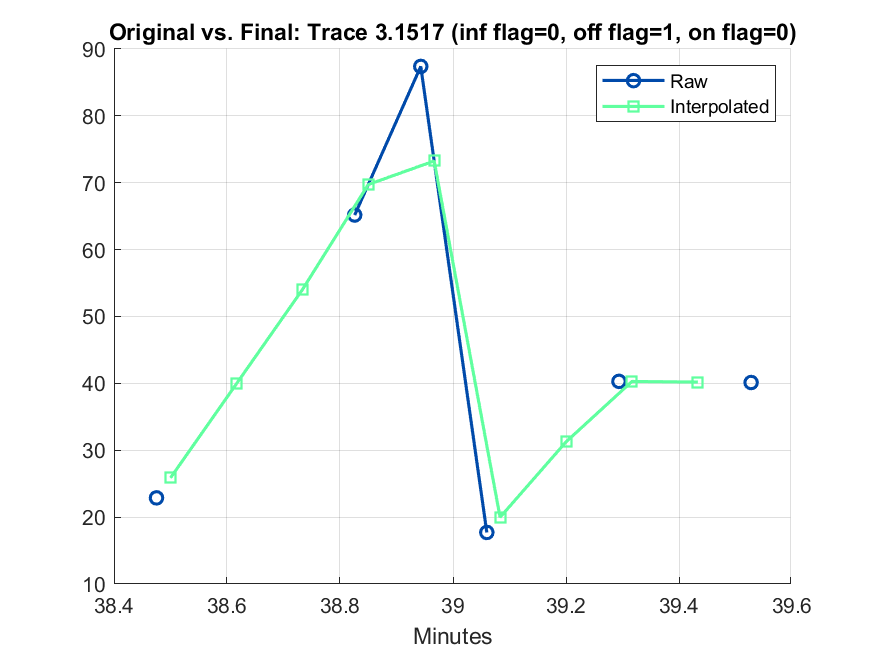 Original vs. Final: Trace 3.1517 (inf flag=0, off flag=1, on flag=0)
90
80
70
60
50
40
30
20
10
Raw
Interpolated
38.4 38.6 38.8 39 39.2 39.4 39.6
Minutes